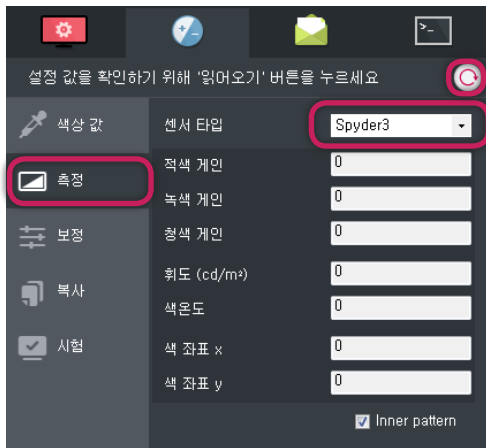 >-
설정 값을 확인하기 위해 '읽어오기' 버튼을 누르세요
색상 값
측정
보정
복사
시험
센서 타입 Spyder3
적색 게인 0
녹색 게인 0
청색 게인 0
휘도 (cd/m²) 0
색온도 0
색 좌표 x 0
색 좌표 y 0
Inner pattern